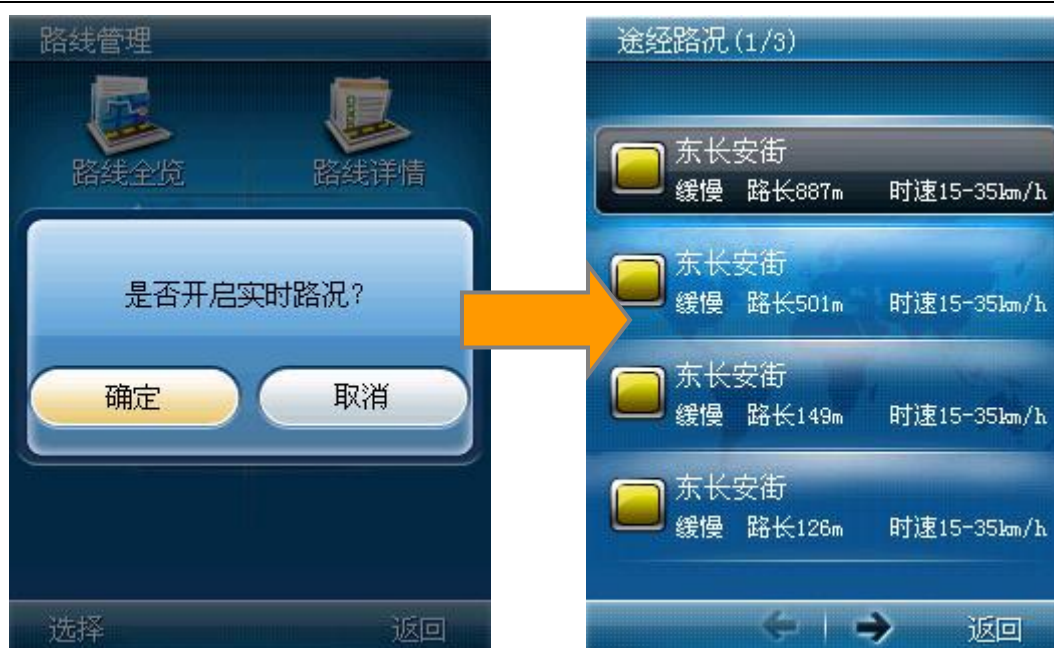 路线管理
路线全览 路线详情
是否开启实时路况?
确定 取消
选择 返回
途经路况(1/3)
东长安街
缓慢 路长887m 时速15-35km/h
东长安街
缓慢 路长501m 时速15-35km/h
东长安街
缓慢 路长149m 时速15-35km/h
东长安街
缓慢 路长126m 时速15-35km/h
返回